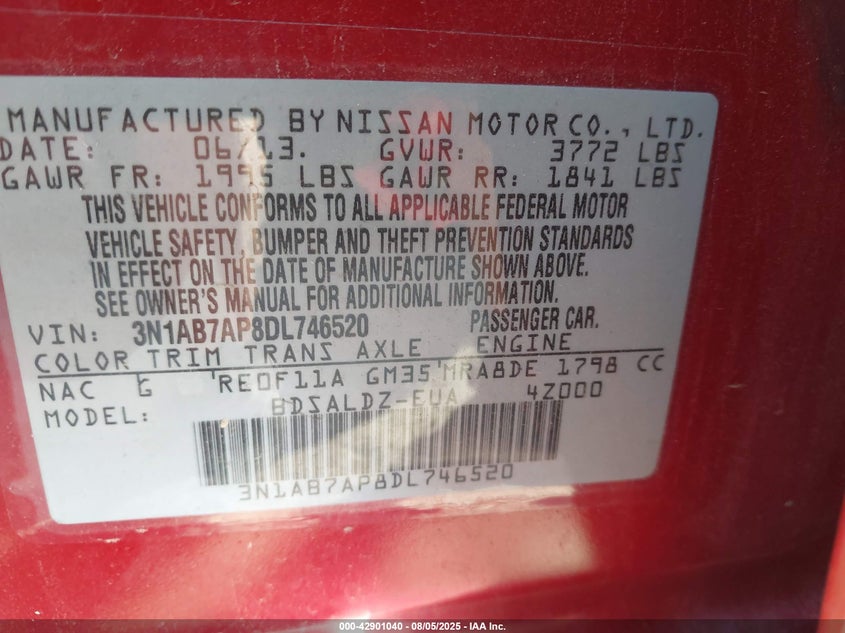 MANUFACTURED BY NISSAN MOTOR CO., LTD.
DATE: 06/13. GVWR: 3772 LBS
GAWR FR: 1995 LBS GAWR RR: 1841 LBS
THIS VEHICLE CONFORMS TO ALL APPLICABLE FEDERAL MOTOR
VEHICLE SAFETY, BUMPER AND THEFT PREVENTION STANDARDS
IN EFFECT ON THE DATE OF MANUFACTURE SHOWN ABOVE.
SEE OWNER'S MANUAL FOR ADDITIONAL INFORMATION.
VIN: 3N1AB7AP8DL746520 PASSENGER CAR.
COLOR TRIM TRANS AXLE ENGINE
NAC G RE0F11A GM35 MRA8DE 1798 CC
MODEL: BDSALDZ-EUA 4Z000
3N1AB7AP8DL746520
000-42901040 - 08/05/2025 - IAA Inc.